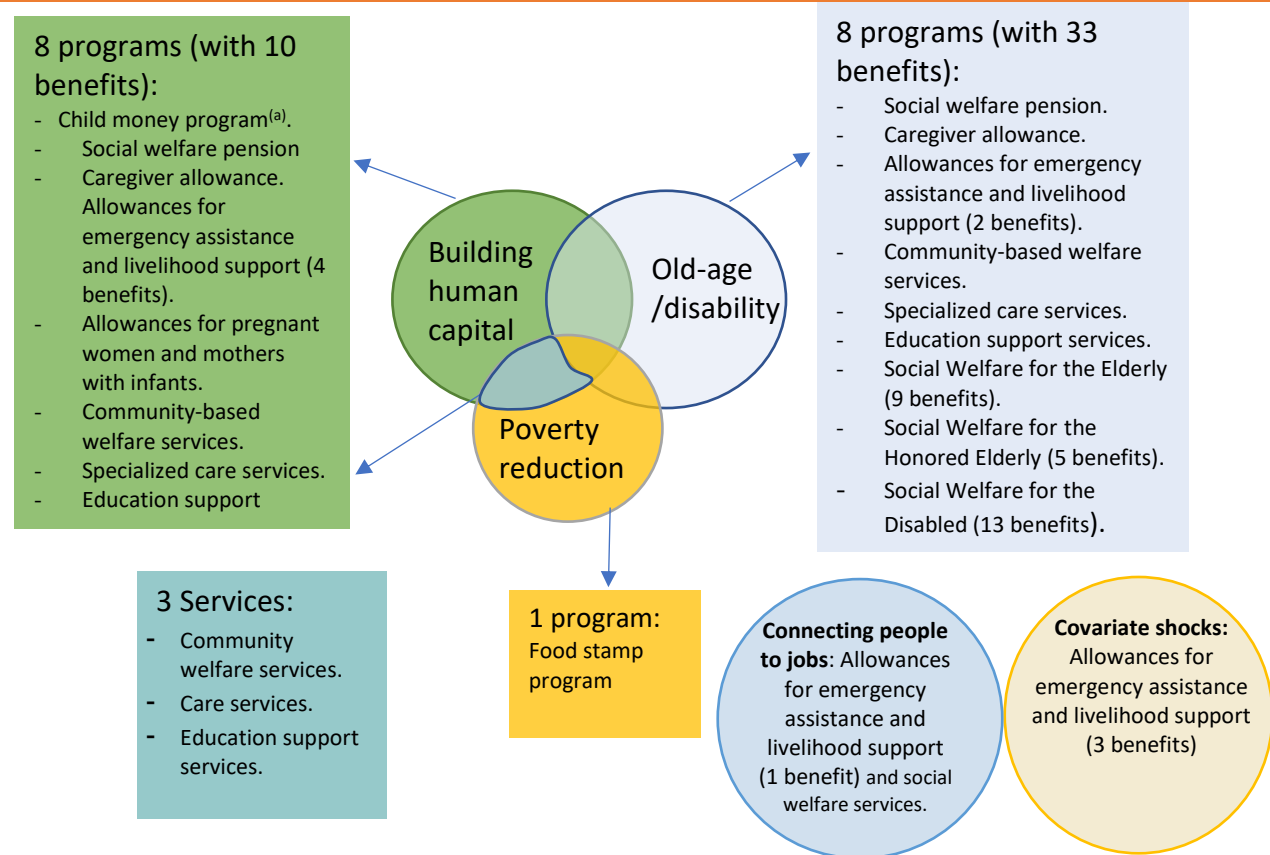 8 programs (with 10
benefits):
- Child money program(a).
- Social welfare pension
- Caregiver allowance.
Allowances for
emergency assistance
and livelihood support (4
benefits).
- Allowances for pregnant
women and mothers
with infants.
- Community-based
welfare services.
- Specialized care services.
- Education support
8 programs (with 33
benefits):
- Social welfare pension.
- Caregiver allowance.
- Allowances for emergency
assistance and livelihood
support (2 benefits).
- Community-based welfare
services.
- Specialized care services.
- Education support services.
- Social Welfare for the Elderly
(9 benefits).
- Social Welfare for the
Honored Elderly (5 benefits).
- Social Welfare for the
Disabled (13 benefits).
Building
human
capital
Old-age
/disability
Poverty
reduction
3 Services:
- Community
welfare services.
- Care services.
- Education support
services.
1 program:
Food stamp
program
Connecting people
to jobs: Allowances
for emergency
assistance and
livelihood support
(1 benefit) and social
welfare services.
Covariate shocks:
Allowances for
emergency assistance
and livelihood support
(3 benefits)